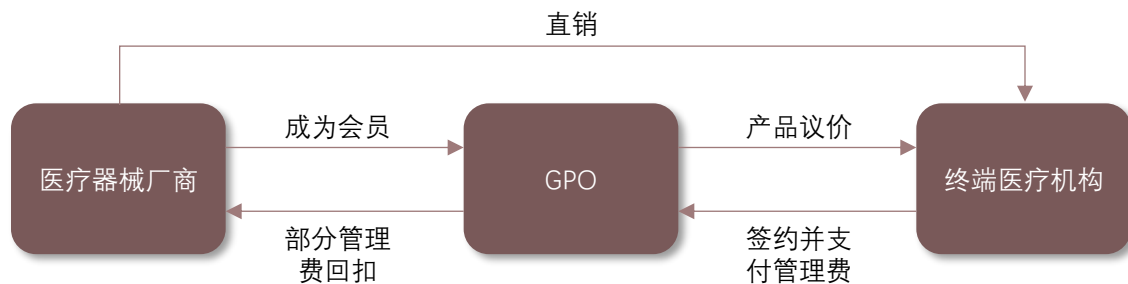 直销
成为会员
产品议价
医疗器械厂商
GPO
终端医疗机构
部分管理
费回扣
签约并支
付管理费